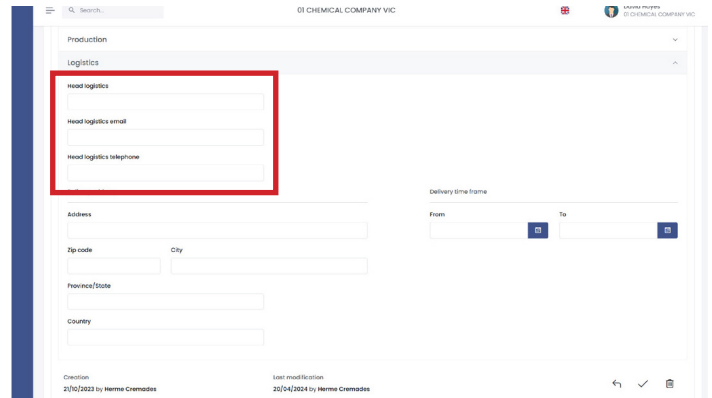 Search...
01 CHEMICAL COMPANY VIC
01 CHEMICAL COMPANY VIC
Production
Logistics
Head logistics
Head logistics email
Head logistics telephone
Delivery time frame
Address
From
To
Zip code
City
Province/State
Country
Creation
21/10/2023 by Herme Cremades
Last modification
20/04/2024 by Herme Cremades